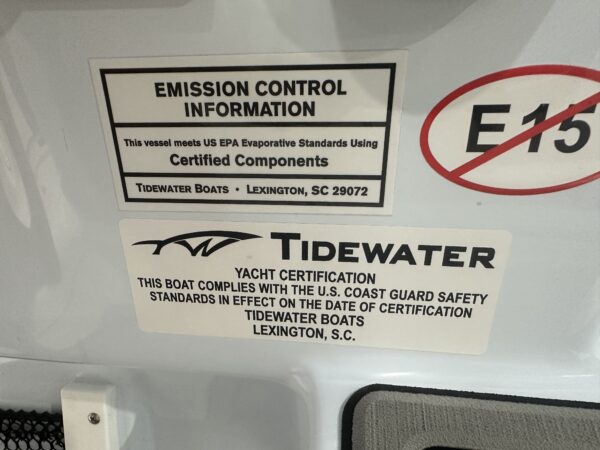 EMISSION CONTROL
INFORMATION
This vessel meets US EPA Evaporative Standards Using
Certified Components
TIDEWATER BOATS • LEXINGTON, SC 29072
E15
TIDEWATER
YACHT CERTIFICATION
THIS BOAT COMPLIES WITH THE U.S. COAST GUARD SAFETY
STANDARDS IN EFFECT ON THE DATE OF CERTIFICATION
TIDEWATER BOATS
LEXINGTON, S.C.